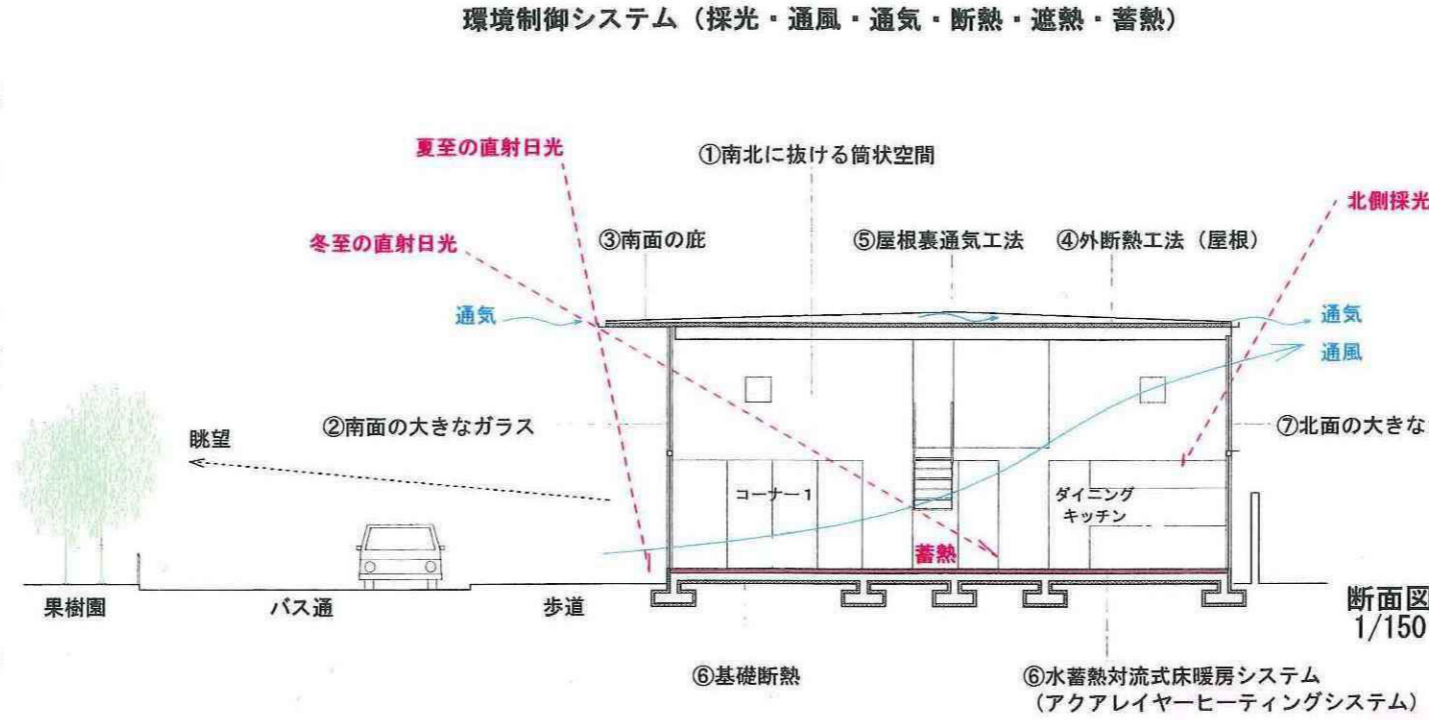 環境制御システム（採光・通風・通気・断熱・遮熱・蓄熱）
夏至の直射日光
①南北に抜ける筒状空間
北側採光
冬至の直射日光
③南面の庇
⑤屋根裏通気工法
④外断熱工法（屋根）
通気
通気
通風
②南面の大きなガラス
⑦北面の大きな
眺望
コーナー１
ダイニング
キッチン
蓄熱
果樹園
バス通
歩道
断面図
1/150
⑥基礎断熱
⑥水蓄熱対流式床暖房システム
（アクアレイヤーヒーティングシステム）